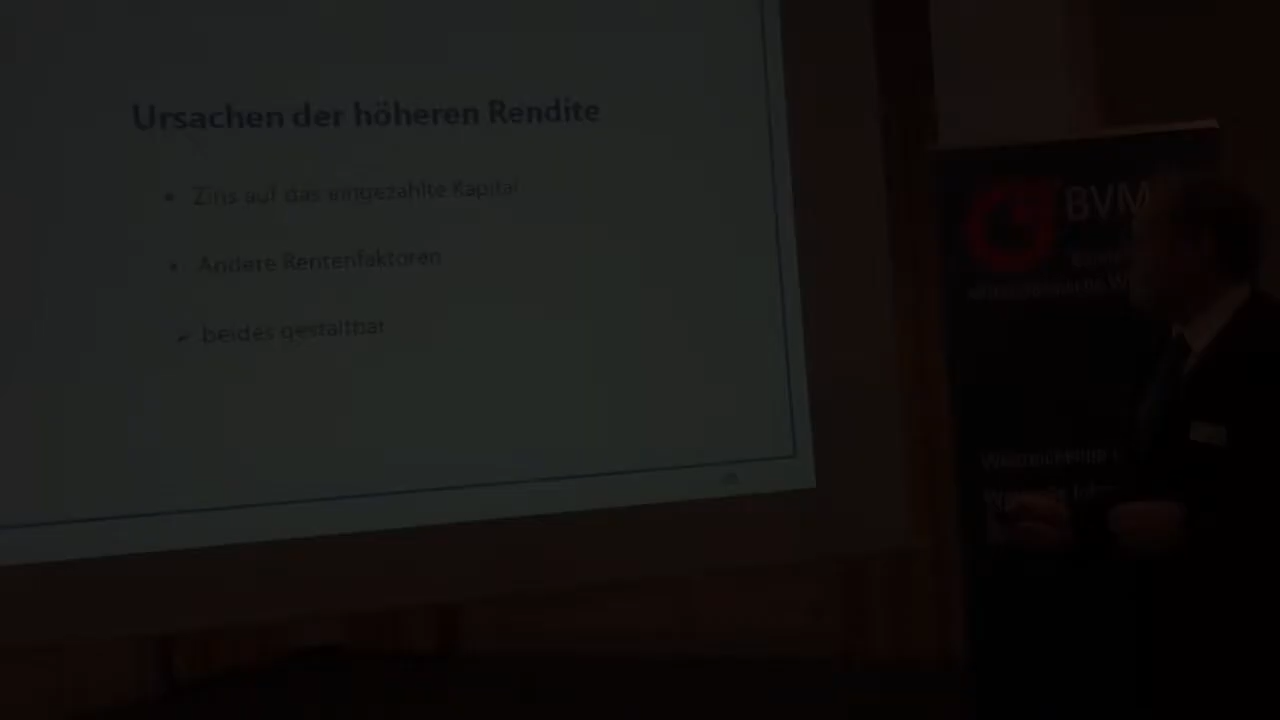 Ursachen der höheren Rendite
• Zins auf das eingezahlte Kapital
• Andere Rentenfaktoren
➢ beides gestaltbar
BVM